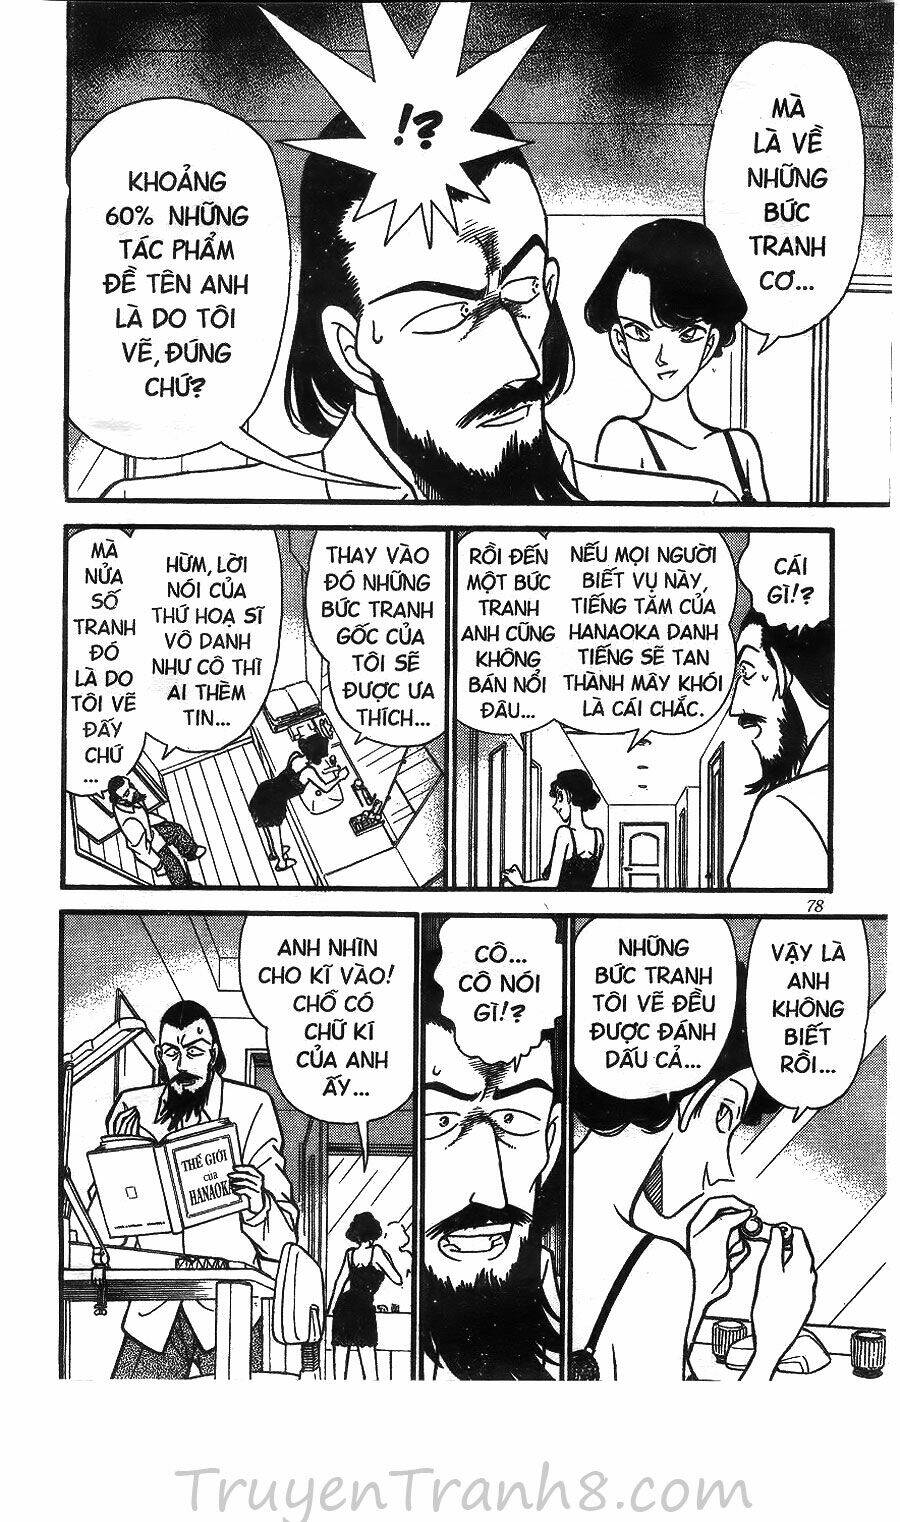 MÀ
LÀ VỀ
NHỮNG
BỨC
TRANH
CƠ...
!?
KHOẢNG
60% NHỮNG
TÁC PHẨM
ĐỀ TÊN ANH
LÀ DO TÔI
VẼ, ĐÚNG
CHỨ?
CÁI
GÌ!?
NẾU MỌI NGƯỜI
BIẾT VỤ NÀY,
TIẾNG TĂM CỦA
HANAOKA DANH
TIẾNG SẼ TAN
THÀNH MÂY KHÓI
LÀ CÁI CHẮC.
RỒI ĐẾN
MỘT BỨC
TRANH
ANH CŨNG
KHÔNG
BÁN NỔI
ĐÂU...
THAY VÀO
ĐÓ NHỮNG
BỨC TRANH
GỐC CỦA
TÔI SẼ
ĐƯỢC ƯA
THÍCH...
HỪM, LỜI
NÓI CỦA
THỨ HOẠ SĨ
VÔ DANH
NHƯ CÔ THÌ
AI THÈM
TIN...
MÀ
NỬA
SỐ
TRANH
ĐÓ
LÀ DO
TÔI VẼ
ĐẤY
CHỨ
...
78
VẬY LÀ
ANH
KHÔNG
BIẾT
RỒI...
NHỮNG
BỨC TRANH
TÔI VẼ ĐỀU
ĐƯỢC ĐÁNH
DẤU CẢ...
CÔ...
CÔ NÓI
GÌ!?
ANH NHÌN
CHO KĨ VÀO!
CHỖ CÓ
CHỮ KÍ
CỦA ANH
ẤY...
THẾ GIỚI
của
HANAOKA
TruyenTranh8.com